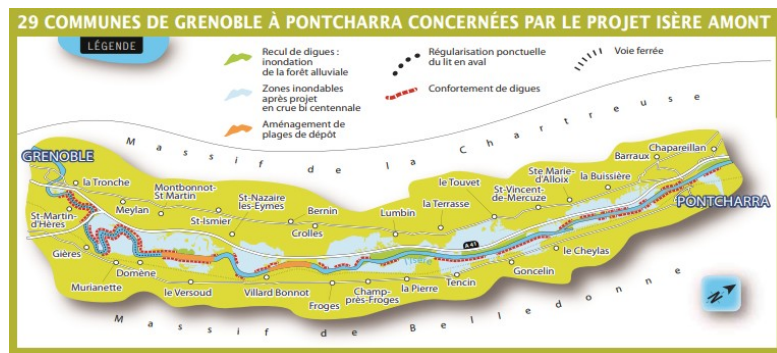 29 COMMUNES DE GRENOBLE À PONTCHARRA CONCERNÉES PAR LE PROJET ISÈRE AMONT
LÉGENDE
Recul de digues :
inondation
de la forêt alluviale
Zones inondables
après projet
en crue bi centennale
Aménagement de
plages de dépôt
Régularisation ponctuelle
du lit en aval
Confortement de digues
Voie ferrée
Massif de la Chartreuse
GRENOBLE
la Tronche
Meylan
Montbonnot-
St Martin
St-Ismier
St-Nazaire
les-Eymes
Bernin
Crolles
Lumbin
la Terrasse
le Touvet
St-Vincent-
de-Mercuze
Ste Marie-
d'Alloix
la Buissière
Barraux
Chapareillan
PONTCHARRA
St-Martin-
d'Hères
Gières
Murianette
Domène
le Versoud
Villard Bonnot
Froges
Champ-
près-Froges
la Pierre
Tencin
Goncelin
le Cheylas
A 41
l'Isère
Massif de Belledonne
N